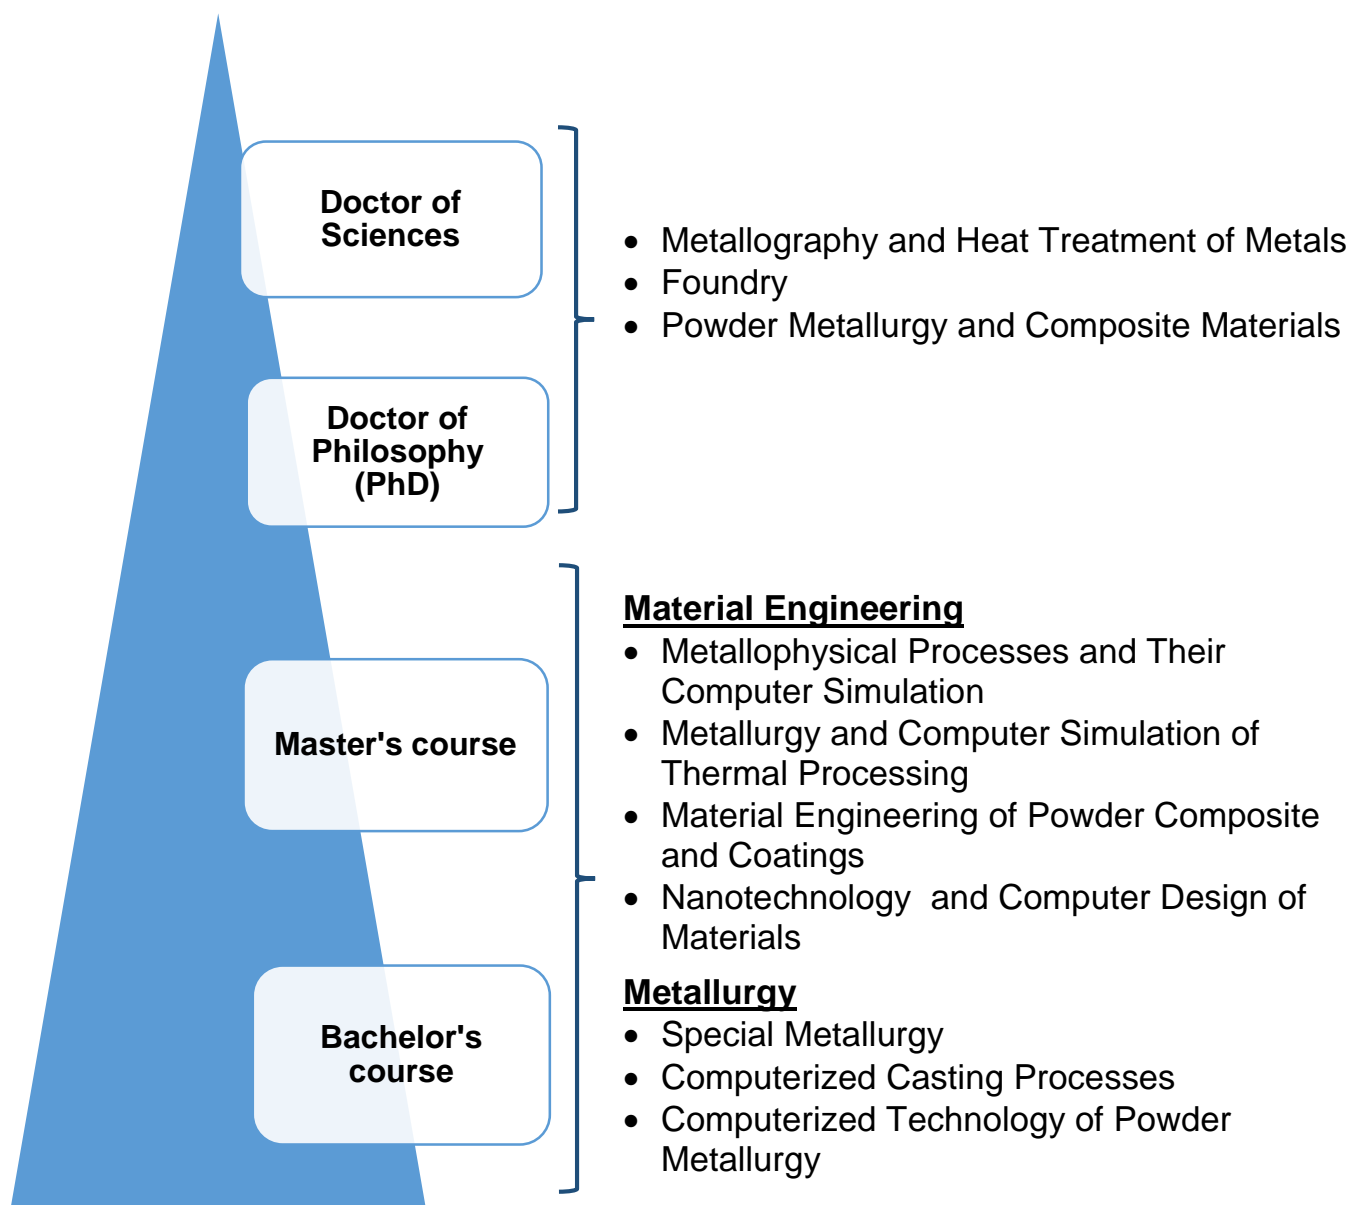 Doctor of
Sciences
• Metallography and Heat Treatment of Metals
• Foundry
• Powder Metallurgy and Composite Materials
Doctor of
Philosophy
(PhD)
Master's course
Material Engineering
• Metallophysical Processes and Their
Computer Simulation
• Metallurgy and Computer Simulation of
Thermal Processing
• Material Engineering of Powder Composite
and Coatings
• Nanotechnology  and Computer Design of
Materials
Bachelor's
course
Metallurgy
• Special Metallurgy
• Computerized Casting Processes
• Computerized Technology of Powder
Metallurgy